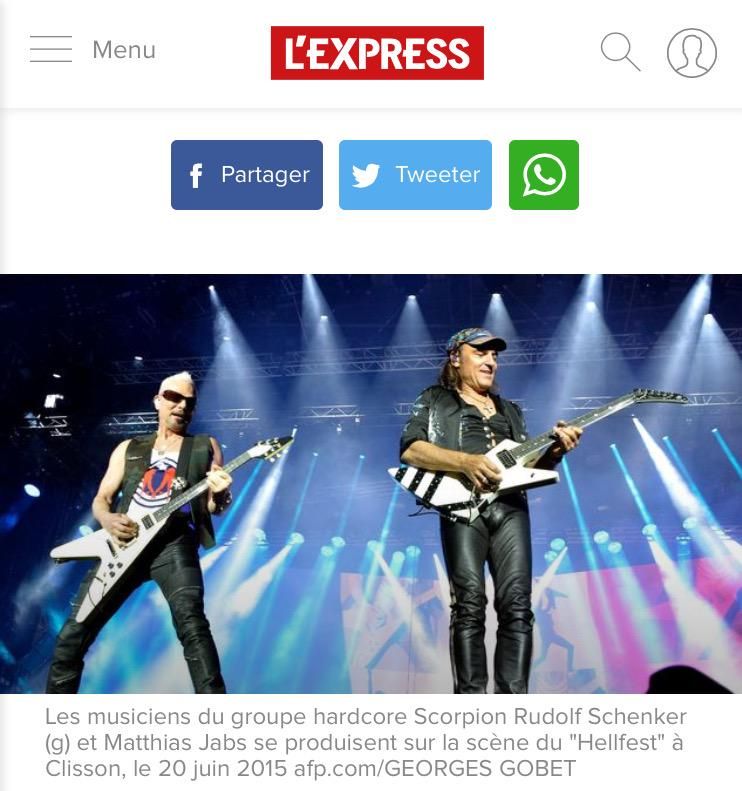 Menu
L'EXPRESS
Partager
Tweeter
Les musiciens du groupe hardcore Scorpion Rudolf Schenker
(g) et Matthias Jabs se produisent sur la scène du "Hellfest" à
Clisson, le 20 juin 2015 afp.com/GEORGES GOBET